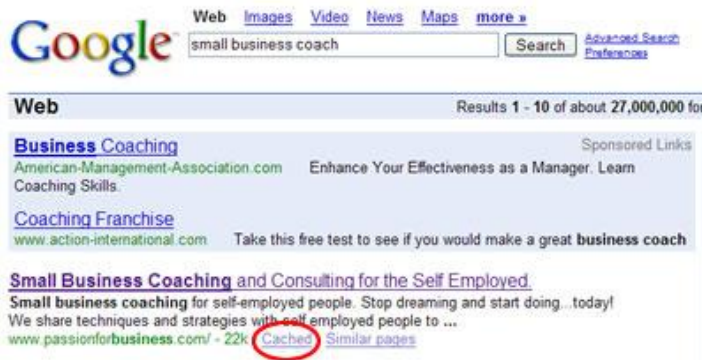 Web Images Video News Maps more »
Google
small business coach Search Advanced Search
Preferences
Web Results 1 - 10 of about 27,000,000 for
Business Coaching Sponsored Links
American-Management-Association.com Enhance Your Effectiveness as a Manager. Learn
Coaching Skills.
Coaching Franchise
www.action-international.com Take this free test to see if you would make a great business coach
Small Business Coaching and Consulting for the Self Employed.
Small business coaching for self-employed people. Stop dreaming and start doing...today!
We share techniques and strategies with self employed people to ...
www.passionforbusiness.com/ - 22k Cached Similar pages